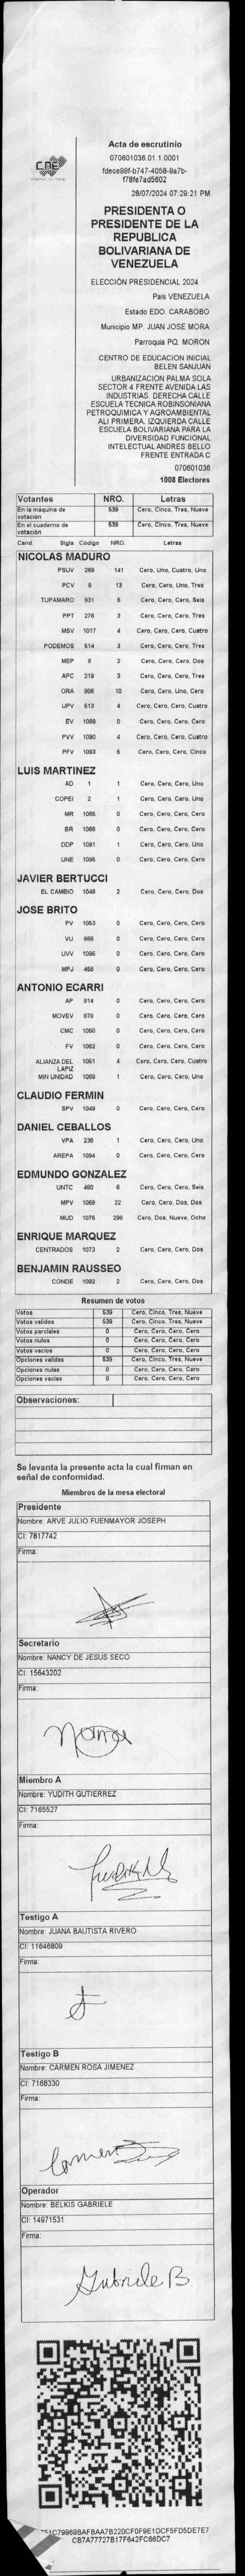 CNE
Acta de escrutinio
070601036.01.1.0001
fdece99f-b747-4058-9a7b-
f78fe7ad5602
28/07/2024 07:29:21 PM
PRESIDENTA O
PRESIDENTE DE LA
REPUBLICA
BOLIVARIANA DE
VENEZUELA
ELECCIÓN PRESIDENCIAL 2024
Pais VENEZUELA
Estado EDO. CARABOBO
Municipio MP. JUAN JOSE MORA
Parroquia PQ. MORON
CENTRO DE EDUCACION INICIAL
BELEN SANJUAN
URBANIZACION PALMA SOLA
SECTOR 4 FRENTE AVENIDA LAS
INDUSTRIAS. DERECHA CALLE
ESCUELA TECNICA ROBINSONIANA
PETROQUIMICA Y AGROAMBIENTAL
ALI PRIMERA. IZQUIERDA CALLE
ESCUELA BOLIVARIANA PARA LA
DIVERSIDAD FUNCIONAL
INTELECTUAL ANDRES BELLO
FRENTE ENTRADA C
070601036
1008 Electores
Votantes NRO. Letras
En la máquina de votación 539 Cero, Cinco, Tres, Nueve
En el cuaderno de votación 539 Cero, Cinco, Tres, Nueve
Cand. Sigla Código NRO. Letras
NICOLAS MADURO
PSUV 269 141 Cero, Uno, Cuatro, Uno
PCV 9 13 Cero, Cero, Uno, Tres
TUPAMARO 931 6 Cero, Cero, Cero, Seis
PPT 276 3 Cero, Cero, Cero, Tres
MSV 1017 4 Cero, Cero, Cero, Cuatro
PODEMOS 514 3 Cero, Cero, Cero, Tres
MEP 6 2 Cero, Cero, Cero, Dos
APC 219 3 Cero, Cero, Cero, Tres
ORA 906 10 Cero, Cero, Uno, Cero
UPV 513 4 Cero, Cero, Cero, Cuatro
EV 1089 0 Cero, Cero, Cero, Cero
PVV 1090 4 Cero, Cero, Cero, Cuatro
PFV 1093 5 Cero, Cero, Cero, Cinco
LUIS MARTINEZ
AD 1 1 Cero, Cero, Cero, Uno
COPEI 2 1 Cero, Cero, Cero, Uno
MR 1065 0 Cero, Cero, Cero, Cero
BR 1066 0 Cero, Cero, Cero, Cero
DDP 1091 1 Cero, Cero, Cero, Uno
UNE 1095 0 Cero, Cero, Cero, Cero
JAVIER BERTUCCI
EL CAMBIO 1048 2 Cero, Cero, Cero, Dos
JOSE BRITO
PV 1053 0 Cero, Cero, Cero, Cero
VU 868 0 Cero, Cero, Cero, Cero
UVV 1096 0 Cero, Cero, Cero, Cero
MPJ 458 0 Cero, Cero, Cero, Cero
ANTONIO ECARRI
AP 814 0 Cero, Cero, Cero, Cero
MOVEV 878 0 Cero, Cero, Cero, Cero
CMC 1050 0 Cero, Cero, Cero, Cero
FV 1062 0 Cero, Cero, Cero, Cero
ALIANZA DEL LAPIZ 1051 4 Cero, Cero, Cero, Cuatro
MIN UNIDAD 1088 1 Cero, Cero, Cero, Uno
CLAUDIO FERMIN
SPV 1049 0 Cero, Cero, Cero, Cero
DANIEL CEBALLOS
VPA 236 1 Cero, Cero, Cero, Uno
AREPA 1094 0 Cero, Cero, Cero, Cero
EDMUNDO GONZALEZ
UNTC 460 6 Cero, Cero, Cero, Seis
MPV 1069 22 Cero, Cero, Dos, Dos
MUD 1075 298 Cero, Dos, Nueve, Ocho
ENRIQUE MARQUEZ
CENTRADOS 1073 2 Cero, Cero, Cero, Dos
BENJAMIN RAUSSEO
CONDE 1092 2 Cero, Cero, Cero, Dos
Resumen de votos
Votos 539 Cero, Cinco, Tres, Nueve
Votos validos 539 Cero, Cinco, Tres, Nueve
Votos parciales 0 Cero, Cero, Cero, Cero
Votos nulos 0 Cero, Cero, Cero, Cero
Votos vacios 0 Cero, Cero, Cero, Cero
Opciones validas 539 Cero, Cinco, Tres, Nueve
Opciones nulas 0 Cero, Cero, Cero, Cero
Opciones vacias 0 Cero, Cero, Cero, Cero
Observaciones:
Se levanta la presente acta la cual firman en
señal de conformidad.
Miembros de la mesa electoral
Presidente
Nombre: ARVE JULIO FUENMAYOR JOSEPH
CI: 7817742
Firma:
Secretario
Nombre: NANCY DE JESUS SECO
CI: 15643202
Firma:
Miembro A
Nombre: YUDITH GUTIERREZ
CI: 7165527
Firma:
Testigo A
Nombre: JUANA BAUTISTA RIVERO
CI: 11646809
Firma:
Testigo B
Nombre: CARMEN ROSA JIMENEZ
CI: 7168330
Firma:
Carmen
Operador
Nombre: BELKIS GABRIELE
CI: 14971531
Firma:
Gabriele B
51C79969BAFBAA7B220CF0F9E1DCF5FD5DE7E7
CB7A77727B17F642FC66DC7